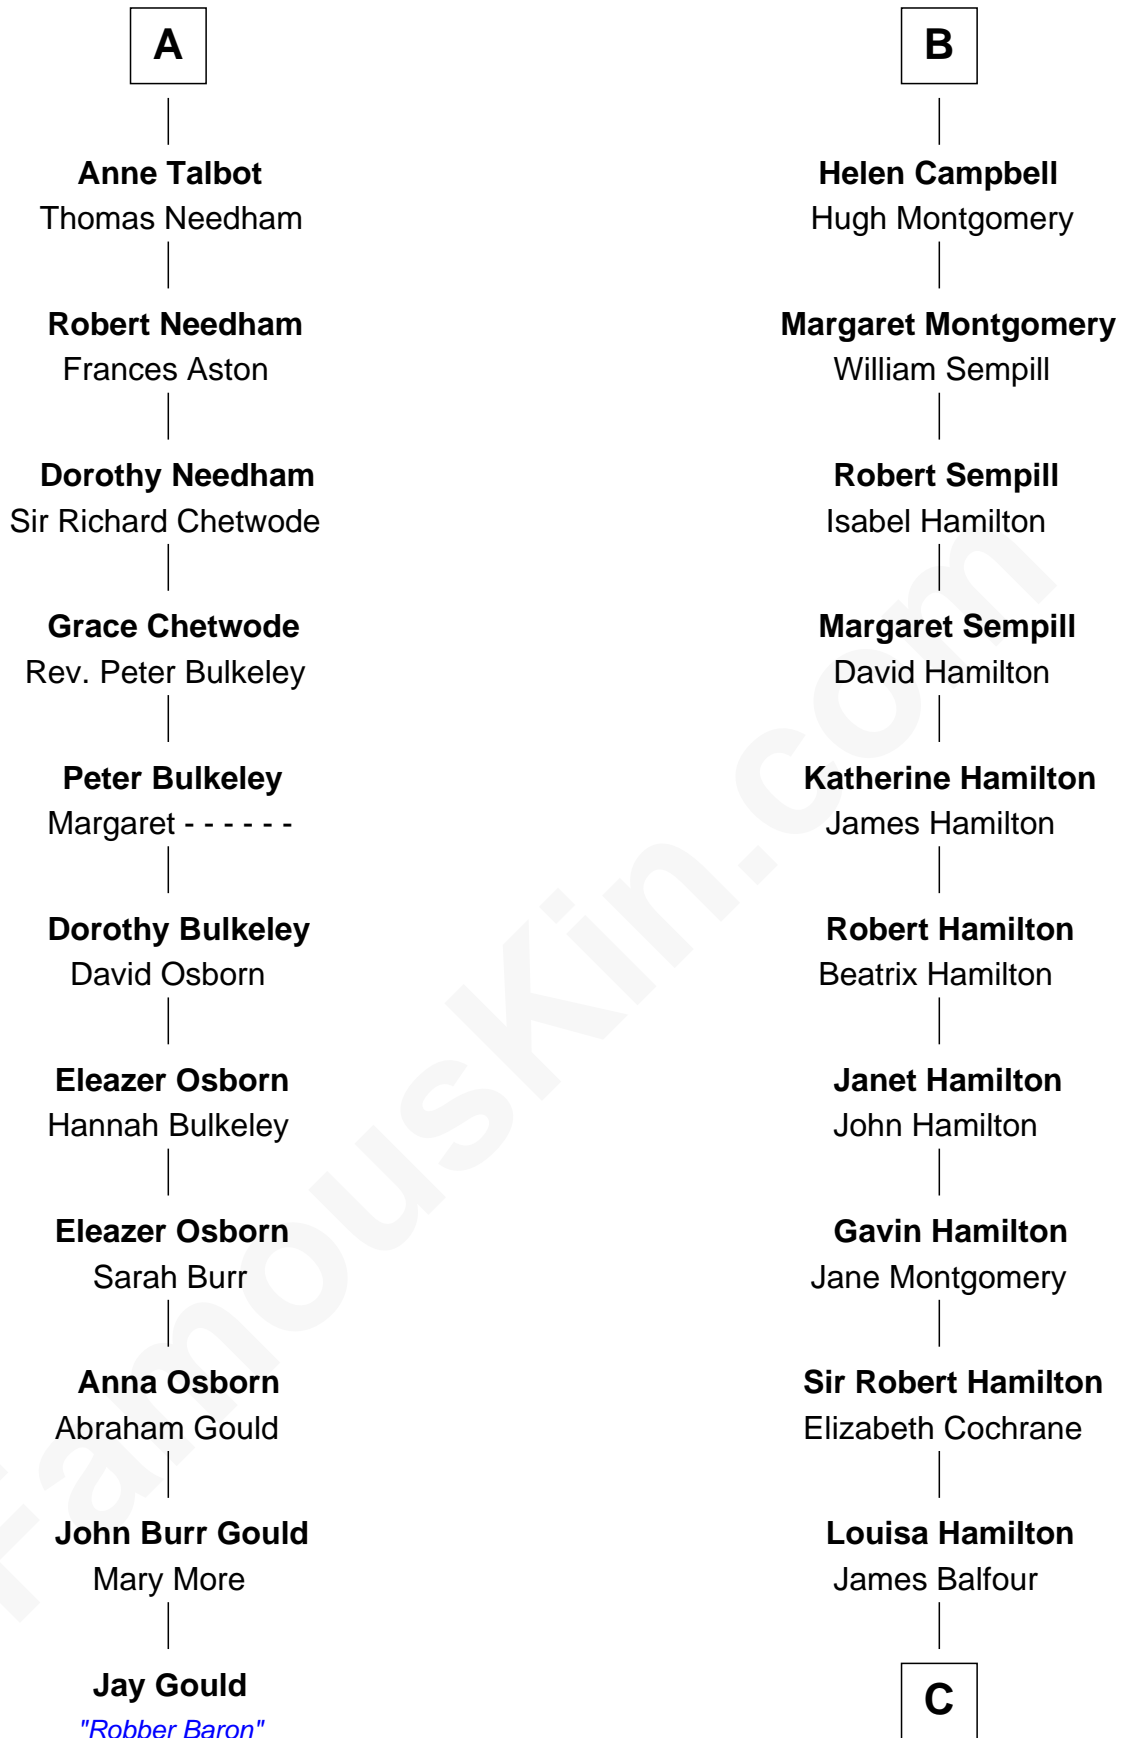 A
Anne Talbot
Thomas Needham
Robert Needham
Frances Aston
Dorothy Needham
Sir Richard Chetwode
Grace Chetwode
Rev. Peter Bulkeley
Peter Bulkeley
Margaret - - - - - -
Dorothy Bulkeley
David Osborn
Eleazer Osborn
Hannah Bulkeley
Eleazer Osborn
Sarah Burr
Anna Osborn
Abraham Gould
John Burr Gould
Mary More
Jay Gould
"Robber Baron"
B
Helen Campbell
Hugh Montgomery
Margaret Montgomery
William Sempill
Robert Sempill
Isabel Hamilton
Margaret Sempill
David Hamilton
Katherine Hamilton
James Hamilton
Robert Hamilton
Beatrix Hamilton
Janet Hamilton
John Hamilton
Gavin Hamilton
Jane Montgomery
Sir Robert Hamilton
Elizabeth Cochrane
Louisa Hamilton
James Balfour
C
FamousKin.com